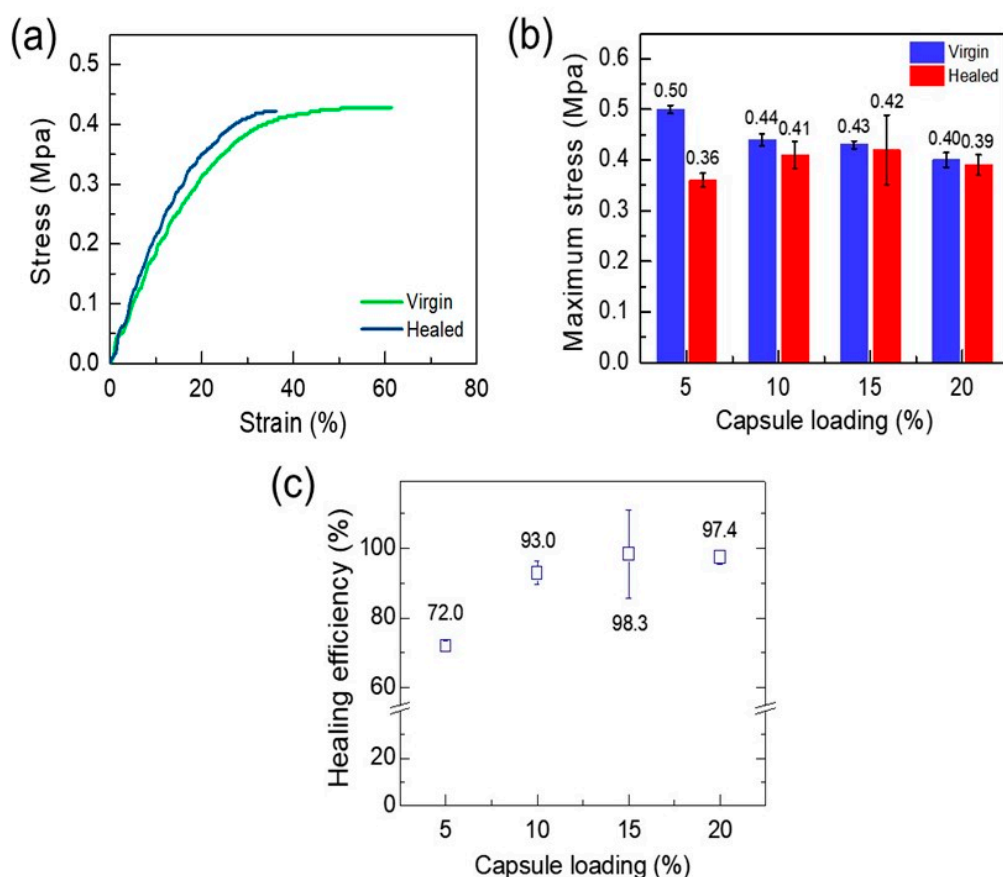 (a)
Stress (Mpa)
0.5
0.4
0.3
0.2
0.1
0.0
0 20 40 60 80
Strain (%)
Virgin
Healed
(b)
Maximum stress (Mpa)
0.6
0.5
0.4
0.3
0.2
0.1
0.0
Virgin
Healed
0.50
0.36
0.44
0.41
0.43
0.42
0.40
0.39
5 10 15 20
Capsule loading (%)
(c)
Healing efficiency (%)
100
80
60
20
0
72.0
93.0
98.3
97.4
5 10 15 20
Capsule loading (%)